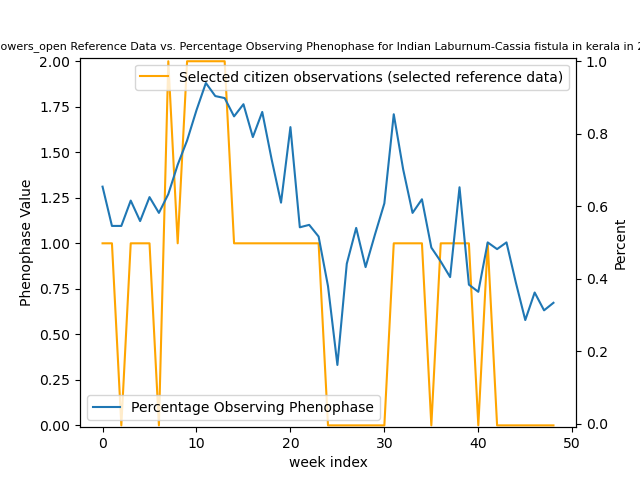 owers_open Reference Data vs. Percentage Observing Phenophase for Indian Laburnum-Cassia fistula in kerala in 2
Selected citizen observations (selected reference data)
Percentage Observing Phenophase
Phenophase Value
2.00
1.75
1.50
1.25
1.00
0.75
0.50
0.25
0.00
1.0
0.8
0.6
0.4
0.2
0.0
Percent
0 10 20 30 40 50
week index